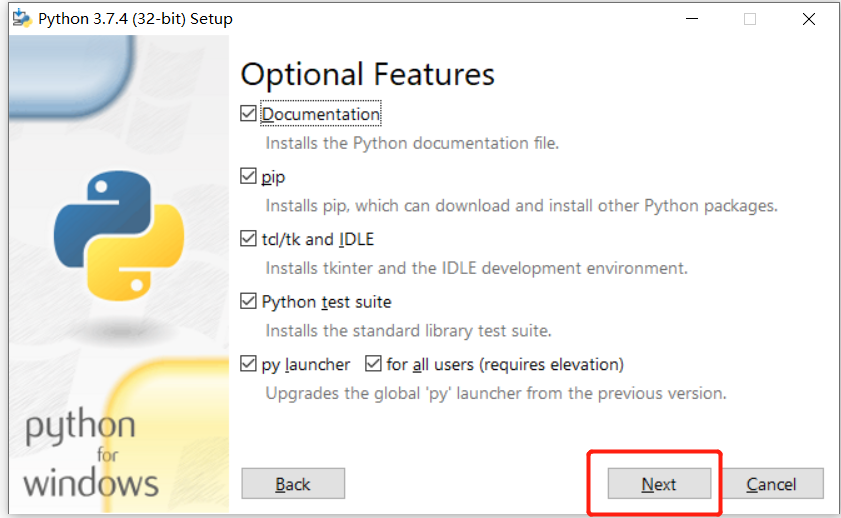 Python 3.7.4 (32-bit) Setup
Optional Features
Documentation
Installs the Python documentation file.
pip
Installs pip, which can download and install other Python packages.
tcl/tk and IDLE
Installs tkinter and the IDLE development environment.
Python test suite
Installs the standard library test suite.
py launcher for all users (requires elevation)
Upgrades the global 'py' launcher from the previous version.
python
for
windows
Back Next Cancel